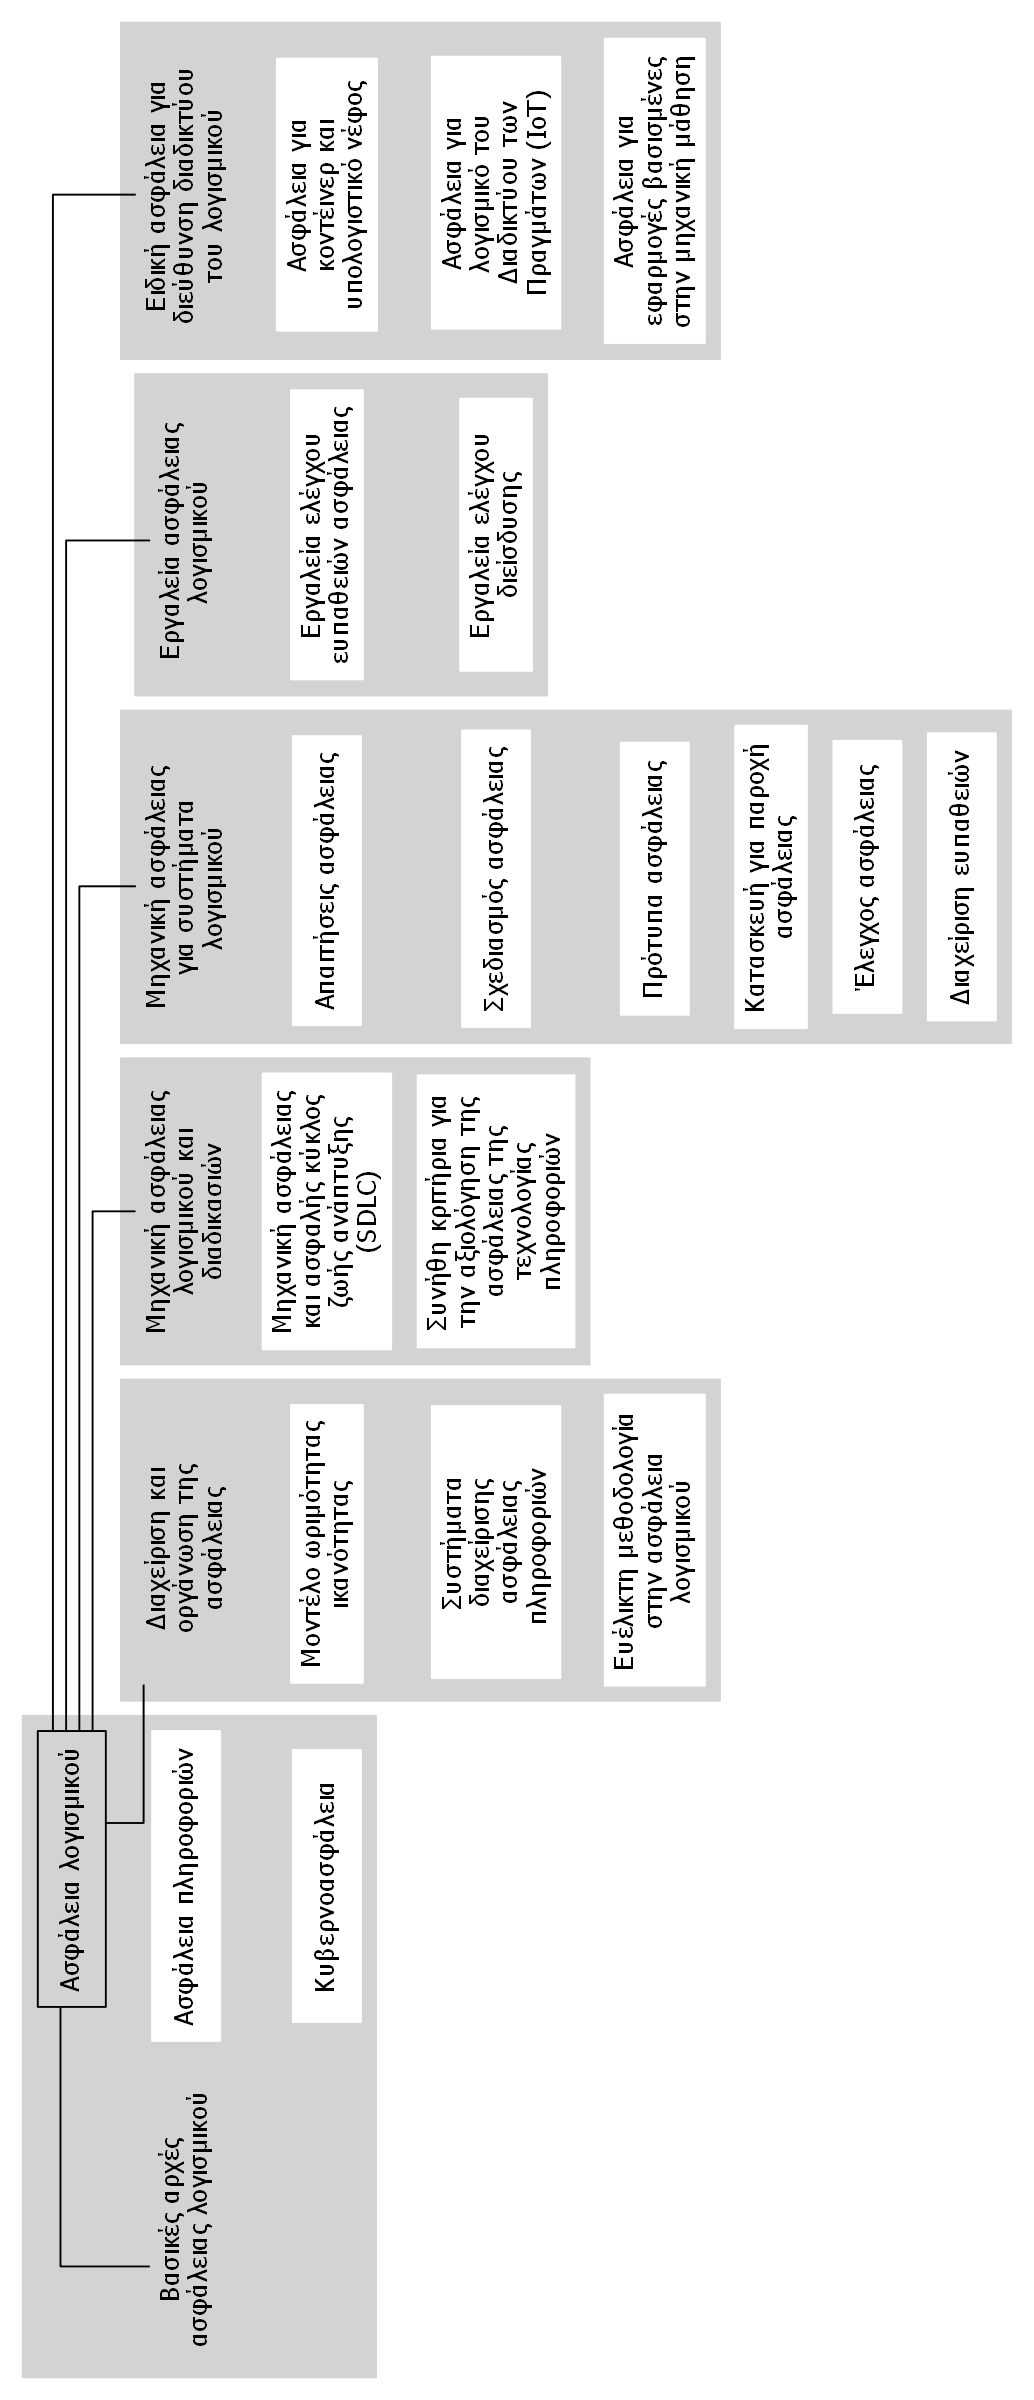 Ασφάλεια λογισμικού
Βασικές αρχές
ασφάλειας λογισμικού
Ασφάλεια πληροφοριών
Κυβερνοασφάλεια
Διαχείριση και
οργάνωση της
ασφάλειας
Μοντέλο ωριμότητας
ικανότητας
Συστήματα
διαχείρισης
ασφάλειας
πληροφοριών
Ευέλικτη μεθοδολογία
στην ασφάλεια
λογισμικού
Μηχανική ασφάλειας
λογισμικού και
διαδικασιών
Μηχανική ασφάλειας
και ασφαλής κύκλος
ζωής ανάπτυξης
(SDLC)
Συνήθη κριτήρια για
την αξιολόγηση της
ασφάλειας της
τεχνολογίας
πληροφοριών
Μηχανική ασφάλειας
για συστήματα
λογισμικού
Απαιτήσεις ασφάλειας
Σχεδιασμός ασφάλειας
Πρότυπα ασφάλειας
Κατασκευή για παροχή
ασφάλειας
Έλεγχος ασφάλειας
Διαχείριση ευπαθειών
Εργαλεία ασφάλειας
λογισμικού
Εργαλεία ελέγχου
ευπαθειών ασφάλειας
Εργαλεία ελέγχου
διείσδυσης
Ειδική ασφάλεια για
διεύθυνση διαδικτύου
του λογισμικού
Ασφάλεια για
κοντέινερ και
υπολογιστικό νέφος
Ασφάλεια για
λογισμικό του
Διαδικτύου των
Πραγμάτων (IoT)
Ασφάλεια για
εφαρμογές βασισμένες
στην μηχανική μάθηση